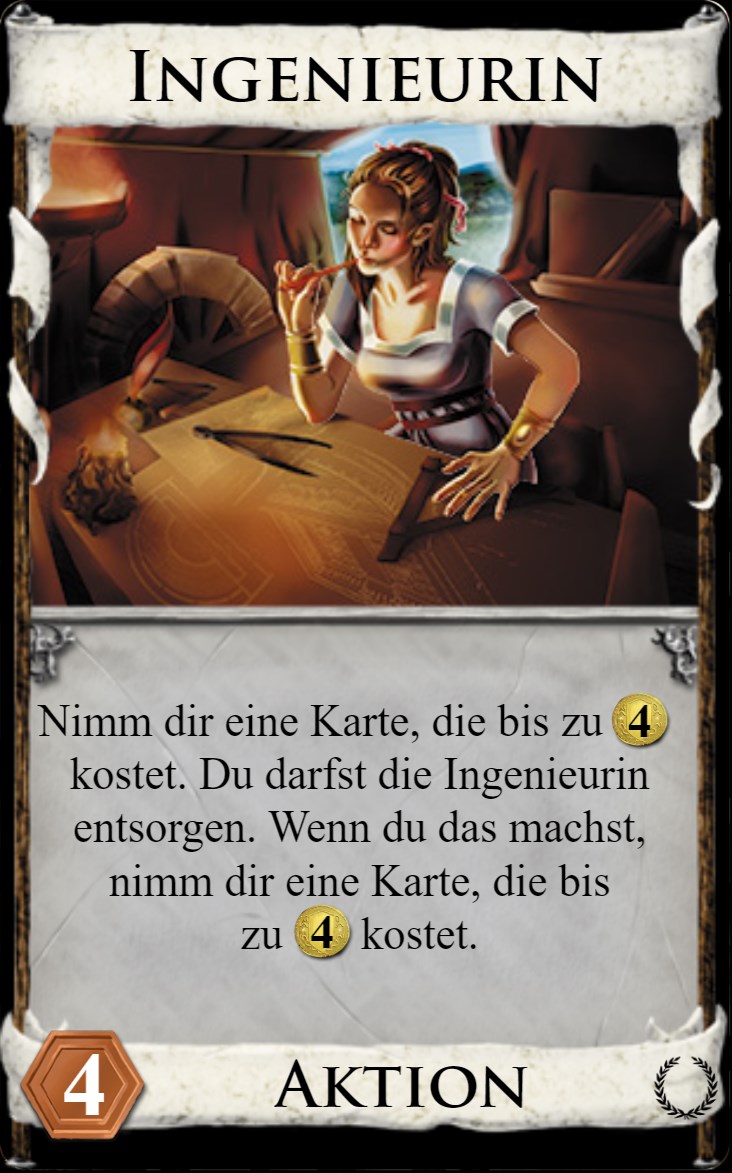 INGENIEURIN
Nimm dir eine Karte, die bis zu 4
kostet. Du darfst die Ingenieurin
entsorgen. Wenn du das machst,
nimm dir eine Karte, die bis
zu 4 kostet.
4 AKTION